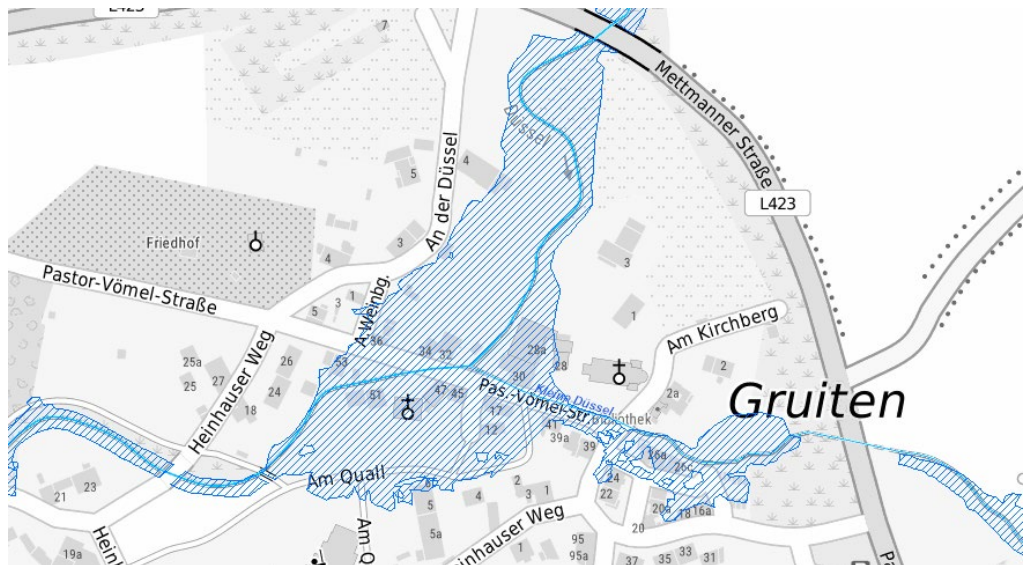 L423
7
Mettmanner Straße
Düssel
An der Düssel
5
4
L423
Friedhof
3
4
3
Pastor-Vömel-Straße
A.Weinbg.
1
3
5
1
Am Kirchberg
36
34
32
28a
28
25a
26
53
2
Heinhauser Weg
27
25
24
30
Kleine Düssel
2a
Gruiten
51
47
45
Pas.-Vömel-Str.
18
17
Bibliothek
12
41
39a
39
26a
26c
Am Quall
24
21
23
2
3
1
4
22
5
20a
18
16a
Heinhauser Weg
20
5a
Am Q
19a
1
95
95a
37
35
33
31
Pa